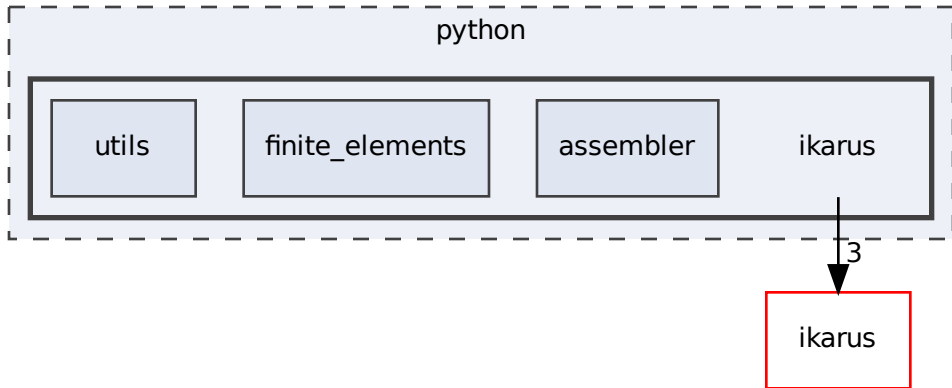 python
utils
finite_elements
assembler
ikarus
3
ikarus